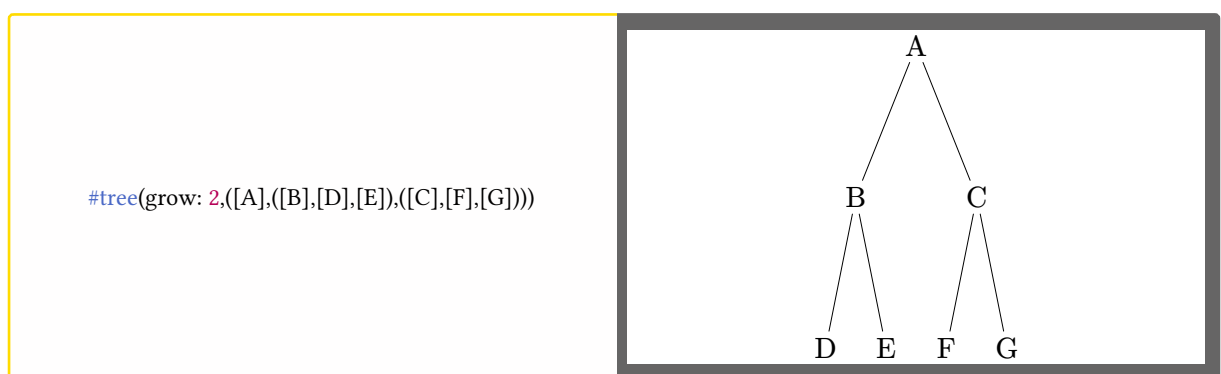 #tree(grow: 2,([A],([B],[D],[E]),([C],[F],[G])))
A
B C
D E F G